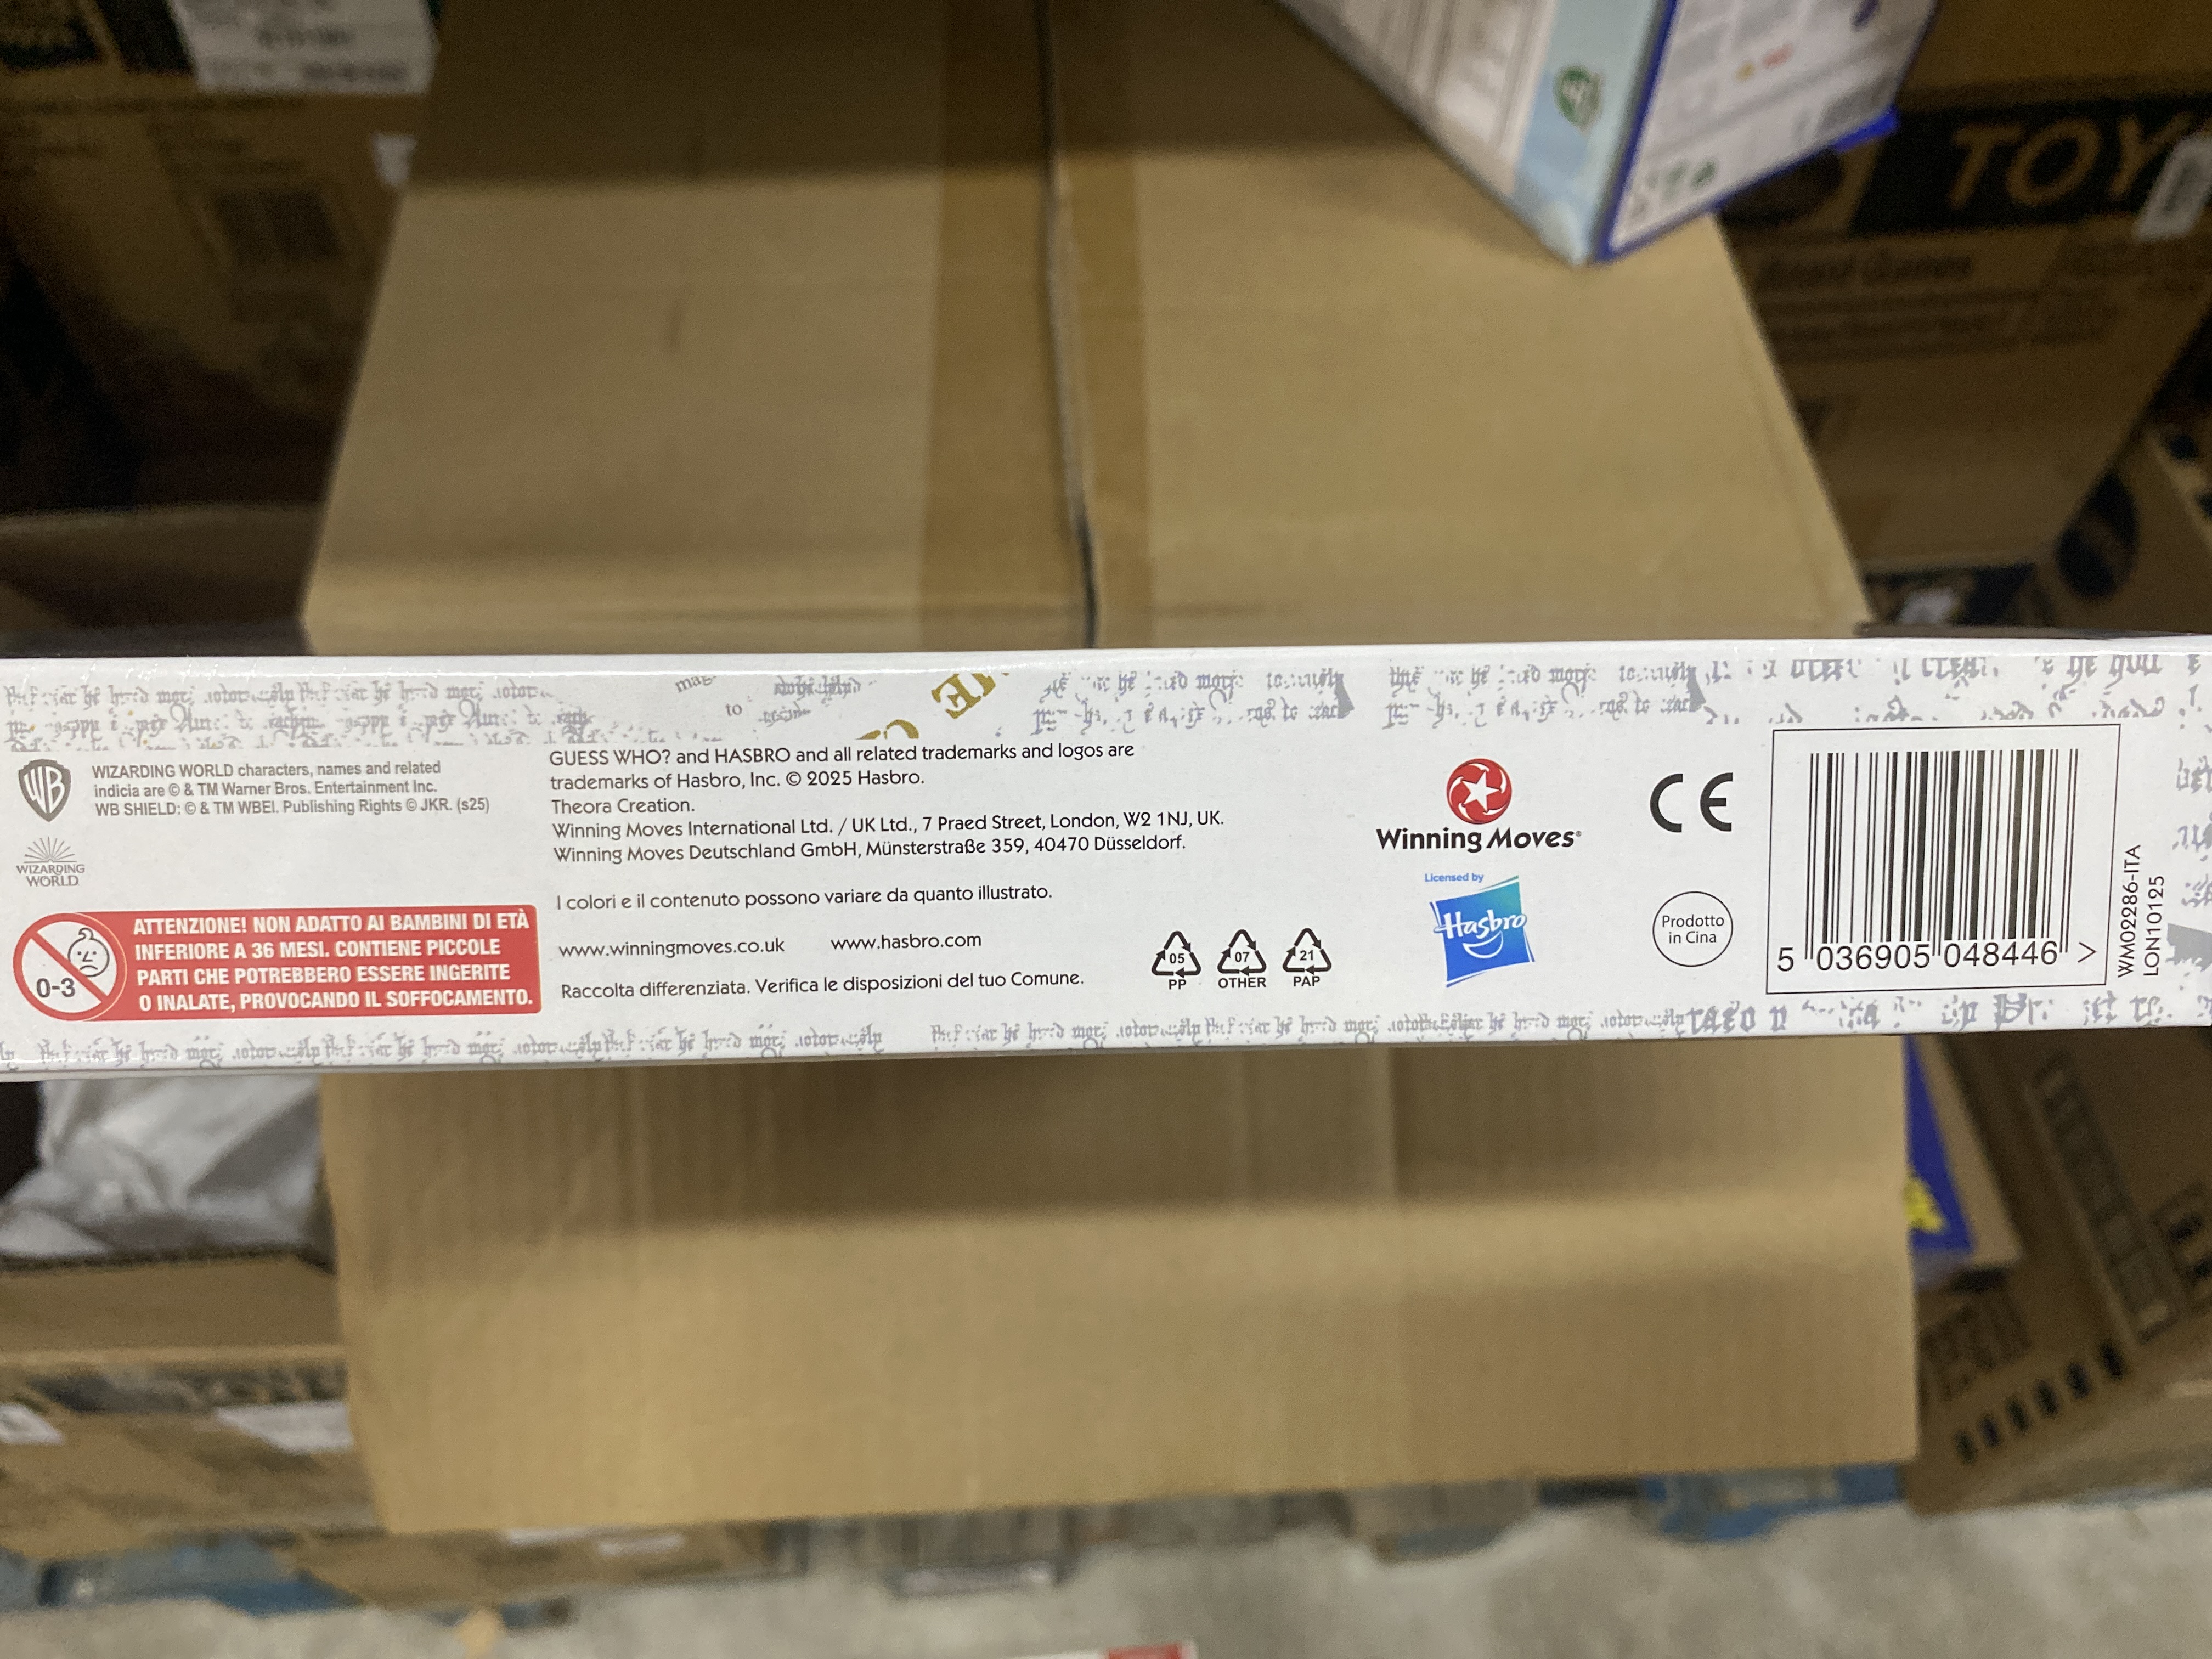 TOY
Board Games
WB
WIZARDING WORLD characters, names and related
indicia are © & TM Warner Bros. Entertainment Inc.
WB SHIELD: © & TM WBEI. Publishing Rights © JKR. (s25)
WIZARDING
WORLD
0-3
ATTENZIONE! NON ADATTO AI BAMBINI DI ETÀ
INFERIORE A 36 MESI. CONTIENE PICCOLE
PARTI CHE POTREBBERO ESSERE INGERITE
O INALATE, PROVOCANDO IL SOFFOCAMENTO.
GUESS WHO? and HASBRO and all related trademarks and logos are
trademarks of Hasbro, Inc. © 2025 Hasbro.
Theora Creation.
Winning Moves International Ltd. / UK Ltd., 7 Praed Street, London, W2 1NJ, UK.
Winning Moves Deutschland GmbH, Münsterstraße 359, 40470 Düsseldorf.
I colori e il contenuto possono variare da quanto illustrato.
www.winningmoves.co.uk www.hasbro.com
Raccolta differenziata. Verifica le disposizioni del tuo Comune.
05
PP
07
OTHER
21
PAP
Winning Moves
Licensed by
Hasbro
CE
Prodotto
in Cina
5 036905 048446 >
WM02286-ITA
LON10125